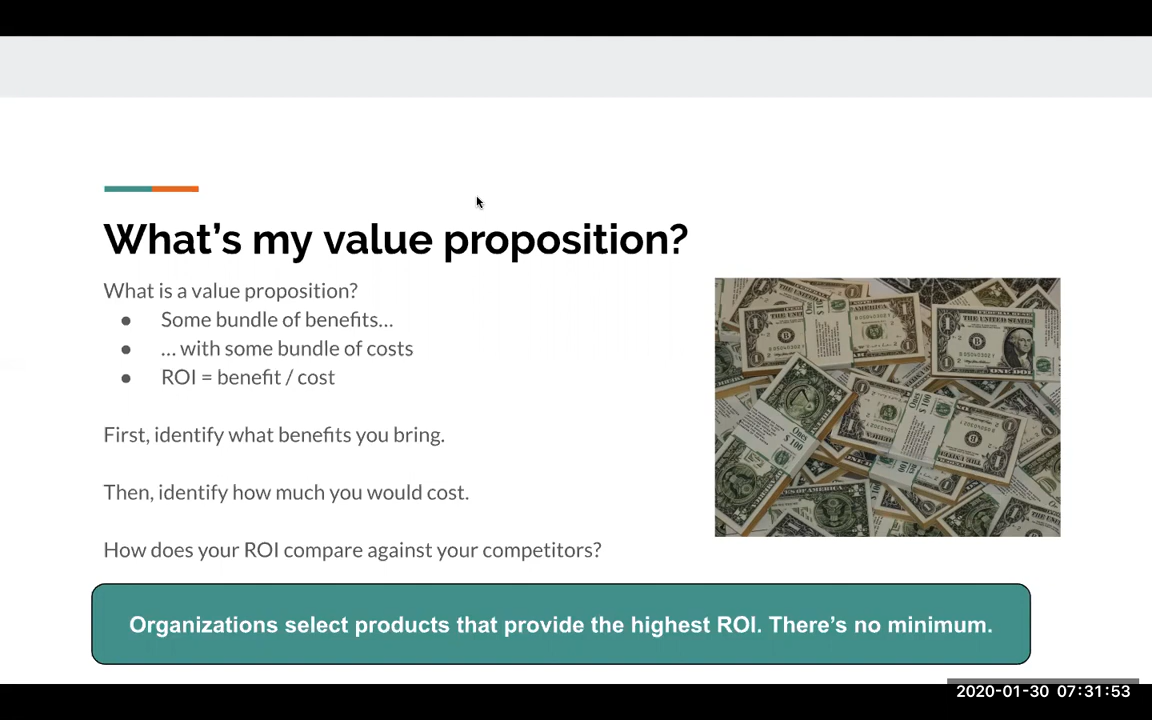 What's my value proposition?
What is a value proposition?
● Some bundle of benefits...
● ... with some bundle of costs
● ROI = benefit / cost
First, identify what benefits you bring.
Then, identify how much you would cost.
How does your ROI compare against your competitors?
Organizations select products that provide the highest ROI. There's no minimum.
2020-01-30 07:31:53